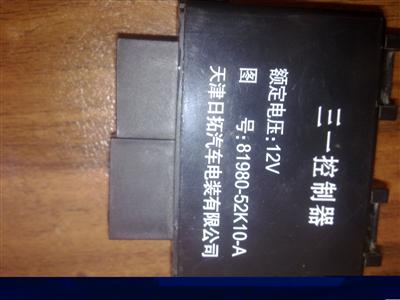 三一控制器
额定电压:12V
图 号:81980-52K10-A
天津日拓汽车电装有限公司